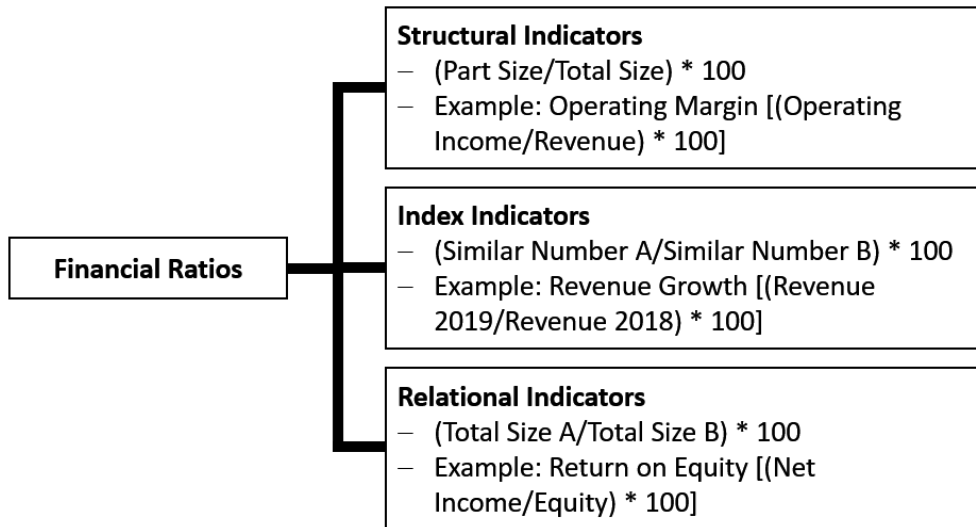 Financial Ratios
Structural Indicators
– (Part Size/Total Size) * 100
– Example: Operating Margin [(Operating
Income/Revenue) * 100]
Index Indicators
– (Similar Number A/Similar Number B) * 100
– Example: Revenue Growth [(Revenue
2019/Revenue 2018) * 100]
Relational Indicators
– (Total Size A/Total Size B) * 100
– Example: Return on Equity [(Net
Income/Equity) * 100]